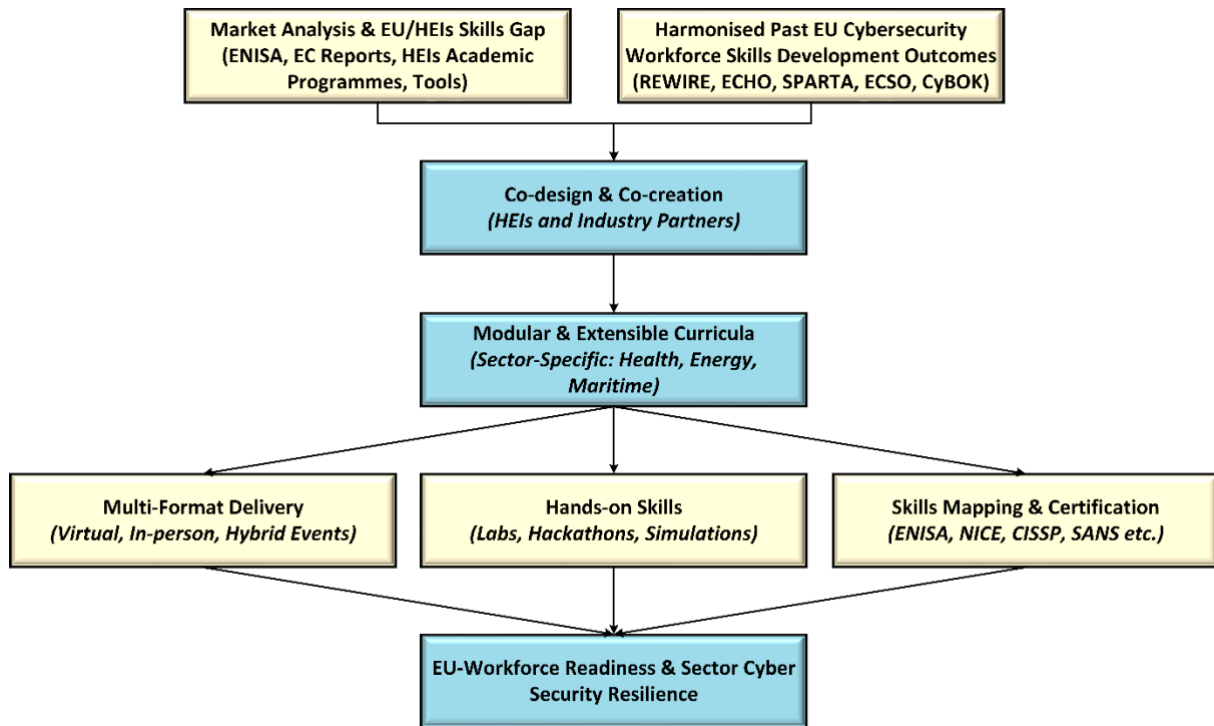 Market Analysis & EU/HEIs Skills Gap
(ENISA, EC Reports, HEIs Academic
Programmes, Tools)
Harmonised Past EU Cybersecurity
Workforce Skills Development Outcomes
(REWIRE, ECHO, SPARTA, ECSO, CyBOK)
Co-design & Co-creation
(HEIs and Industry Partners)
Modular & Extensible Curricula
(Sector-Specific: Health, Energy,
Maritime)
Multi-Format Delivery
(Virtual, In-person, Hybrid Events)
Hands-on Skills
(Labs, Hackathons, Simulations)
Skills Mapping & Certification
(ENISA, NICE, CISSP, SANS etc.)
EU-Workforce Readiness & Sector Cyber
Security Resilience